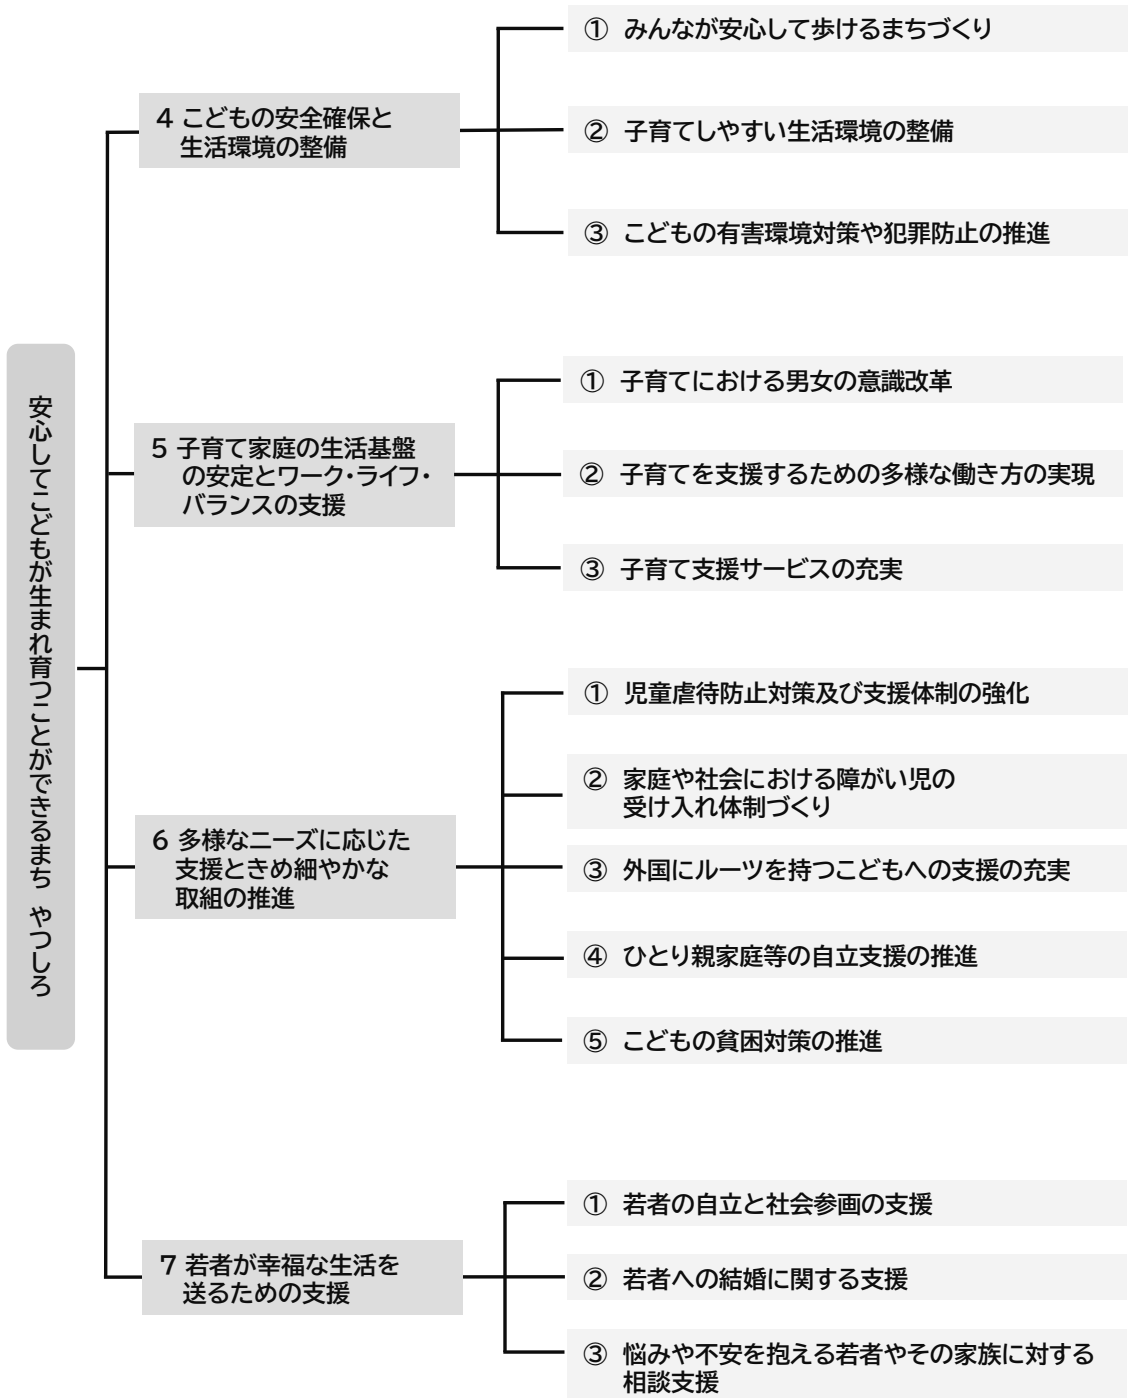 安心してこどもが生まれ育つことができるまち やつしろ
4 こどもの安全確保と
生活環境の整備
① みんなが安心して歩けるまちづくり
② 子育てしやすい生活環境の整備
③ こどもの有害環境対策や犯罪防止の推進
5 子育て家庭の生活基盤
の安定とワーク・ライフ・
バランスの支援
① 子育てにおける男女の意識改革
② 子育てを支援するための多様な働き方の実現
③ 子育て支援サービスの充実
6 多様なニーズに応じた
支援ときめ細やかな
取組の推進
① 児童虐待防止対策及び支援体制の強化
② 家庭や社会における障がい児の
受け入れ体制づくり
③ 外国にルーツを持つこどもへの支援の充実
④ ひとり親家庭等の自立支援の推進
⑤ こどもの貧困対策の推進
7 若者が幸福な生活を
送るための支援
① 若者の自立と社会参画の支援
② 若者への結婚に関する支援
③ 悩みや不安を抱える若者やその家族に対する
相談支援